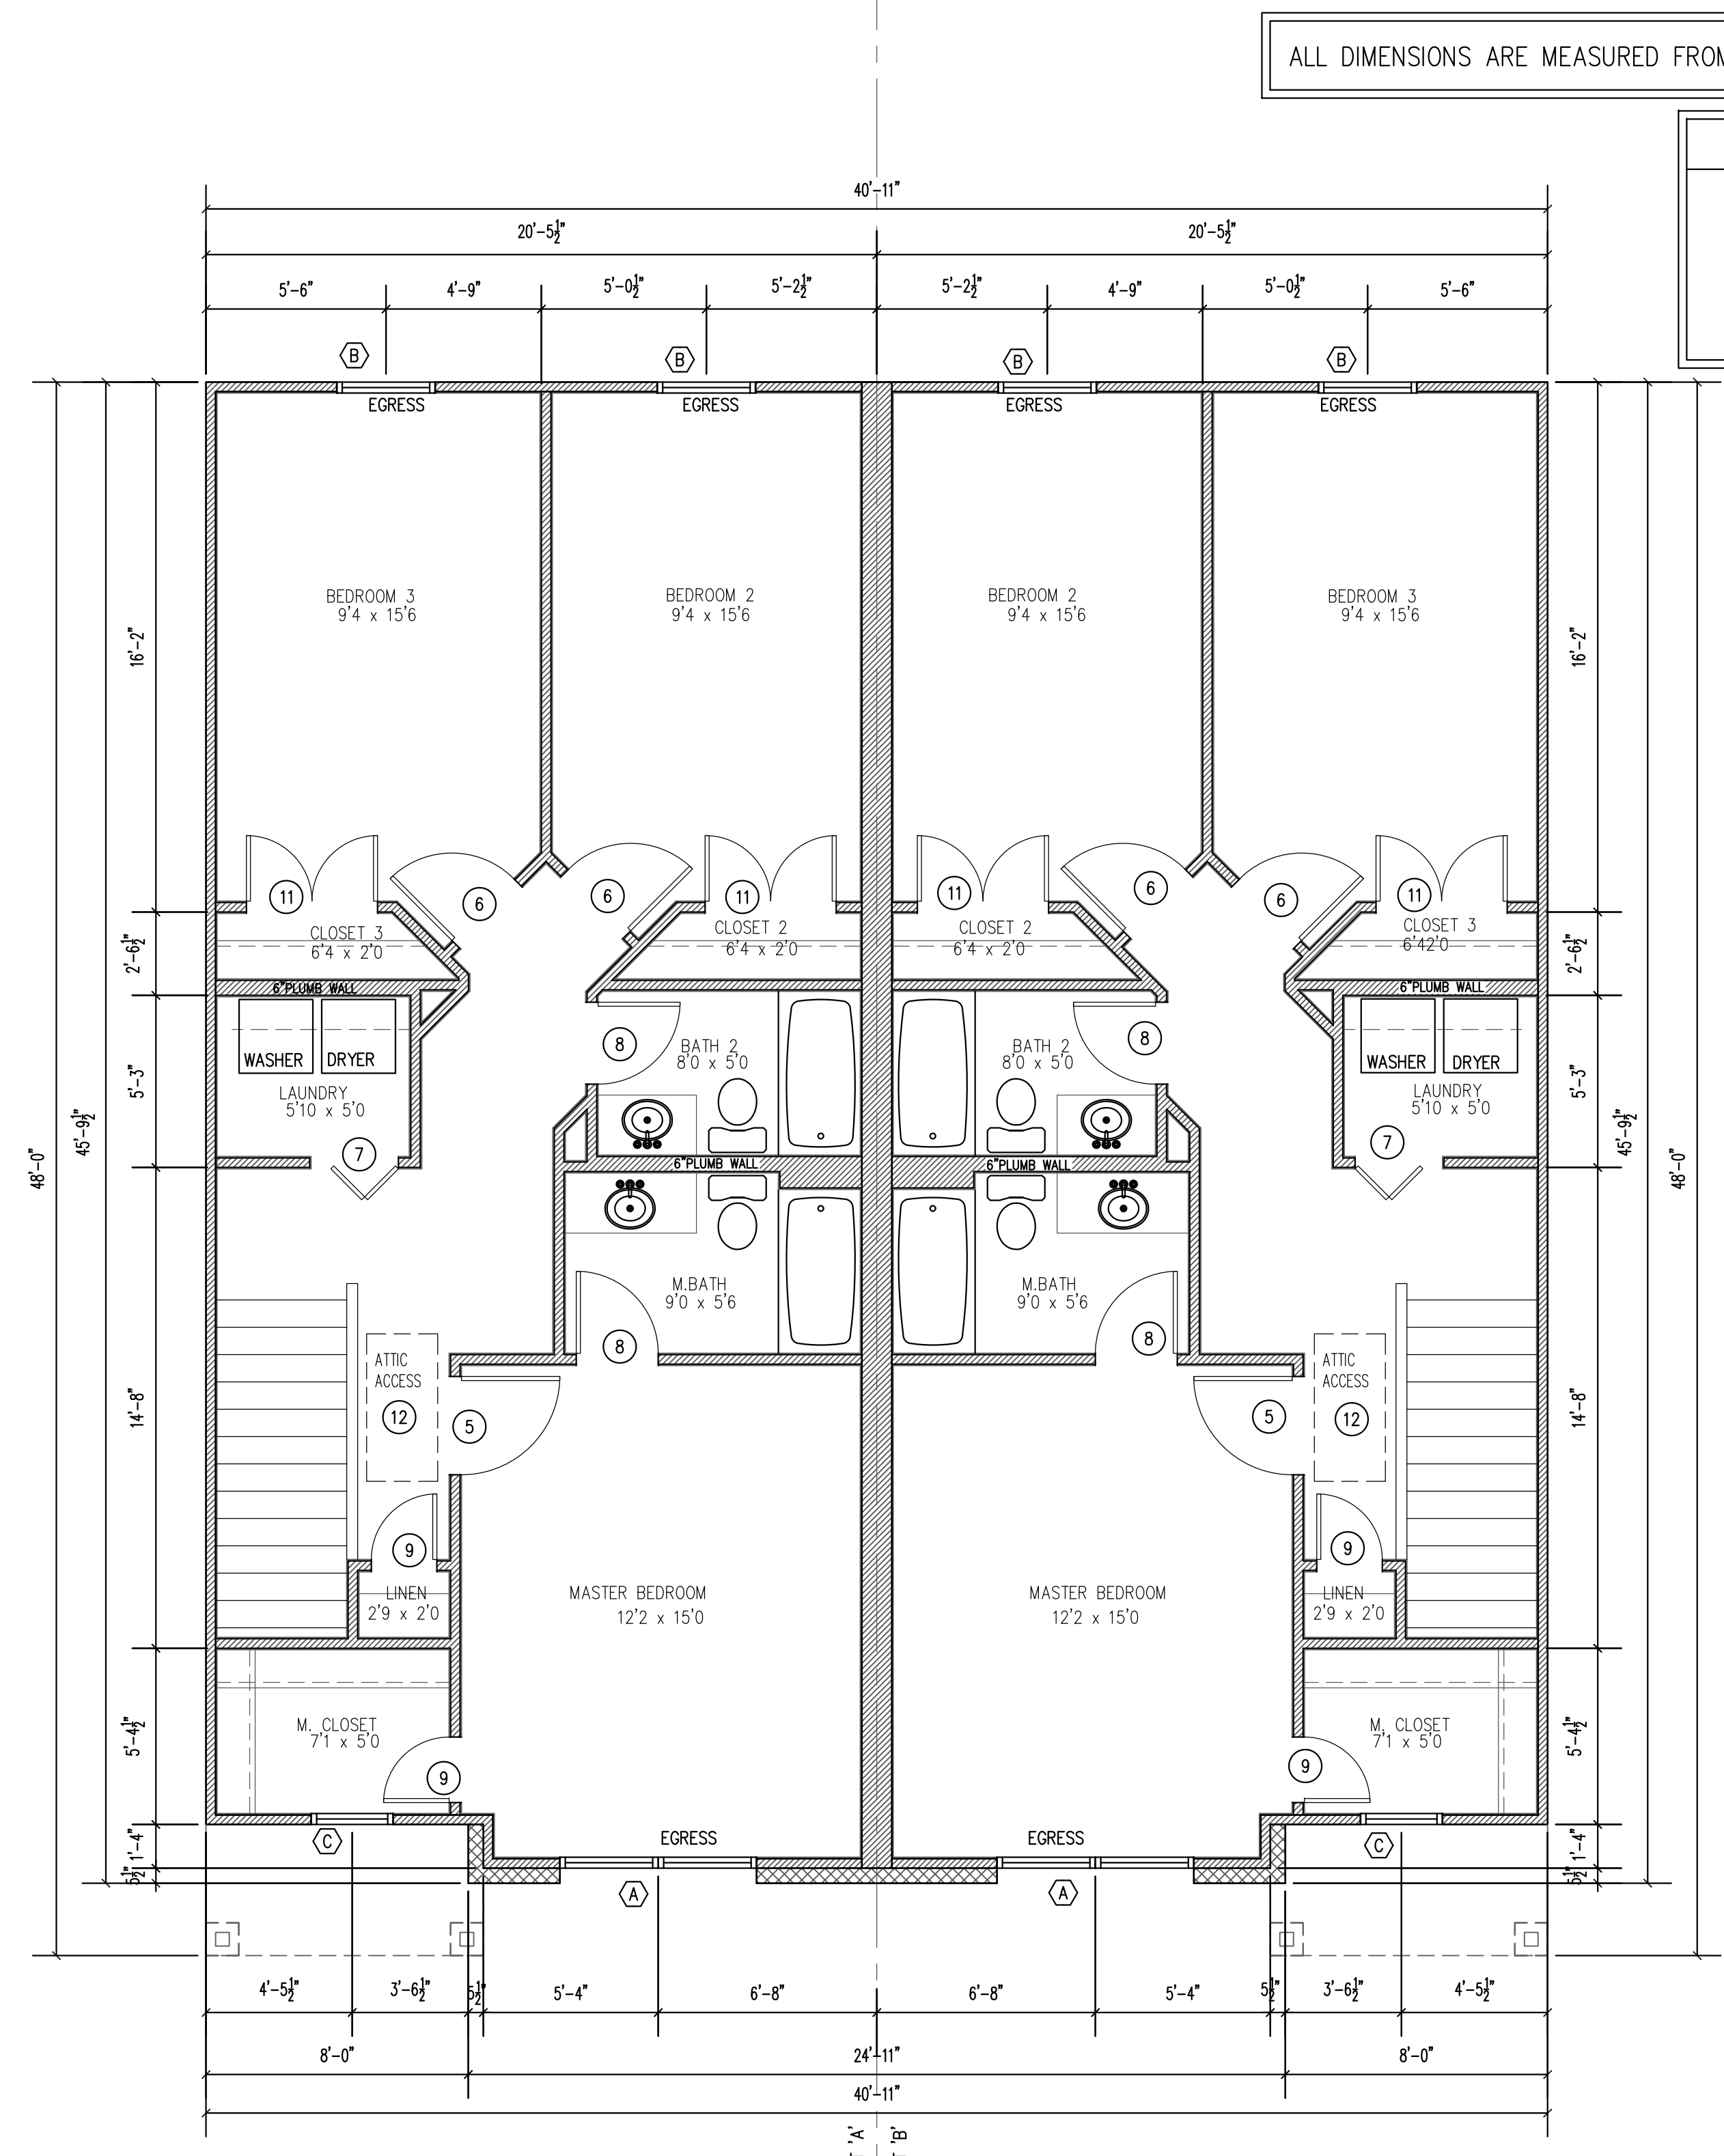 ALL DIMENSIONS ARE MEASURED FROM
40'-11"
20'-5½" 20'-5½"
5'-6" 4'-9" 5'-0½" 5'-2½" 5'-2½" 4'-9" 5'-0½" 5'-6"
B B B B
EGRESS EGRESS EGRESS EGRESS
BEDROOM 3 BEDROOM 2 BEDROOM 2 BEDROOM 3
9'4 x 15'6 9'4 x 15'6 9'4 x 15'6 9'4 x 15'6
16'-2" 16'-2"
11 6 6 11 11 6 6 11
CLOSET 3 CLOSET 2 CLOSET 2 CLOSET 3
6'4 x 2'0 6'4 x 2'0 6'4 x 2'0 6'42'0
2'-6½" 2'-6½"
6"PLUMB WALL 6"PLUMB WALL
8 8
WASHER DRYER BATH 2 BATH 2 WASHER DRYER
8'0 x 5'0 8'0 x 5'0
5'-3" 5'-3"
LAUNDRY LAUNDRY
5'10 x 5'0 5'10 x 5'0
48'-0" 45'-9½" 45'-9½" 48'-0"
7 7
6"PLUMB WALL 6"PLUMB WALL
M.BATH M.BATH
9'0 x 5'6 9'0 x 5'6
8 8
ATTIC ATTIC
ACCESS ACCESS
14'-8" 12 5 5 12 14'-8"
9 9
LINEN MASTER BEDROOM MASTER BEDROOM LINEN
2'9 x 2'0 12'2 x 15'0 12'2 x 15'0 2'9 x 2'0
5'-4½" 5'-4½"
M. CLOSET M. CLOSET
7'1 x 5'0 7'1 x 5'0
9 9
C EGRESS EGRESS C
1'-4" 1'-4"
5½" 5½"
A A
4'-5½" 3'-6½" 5½" 5'-4" 6'-8" 6'-8" 5'-4" 5½" 3'-6½" 4'-5½"
8'-0" 24'-11" 8'-0"
40'-11"
'A' 'B'